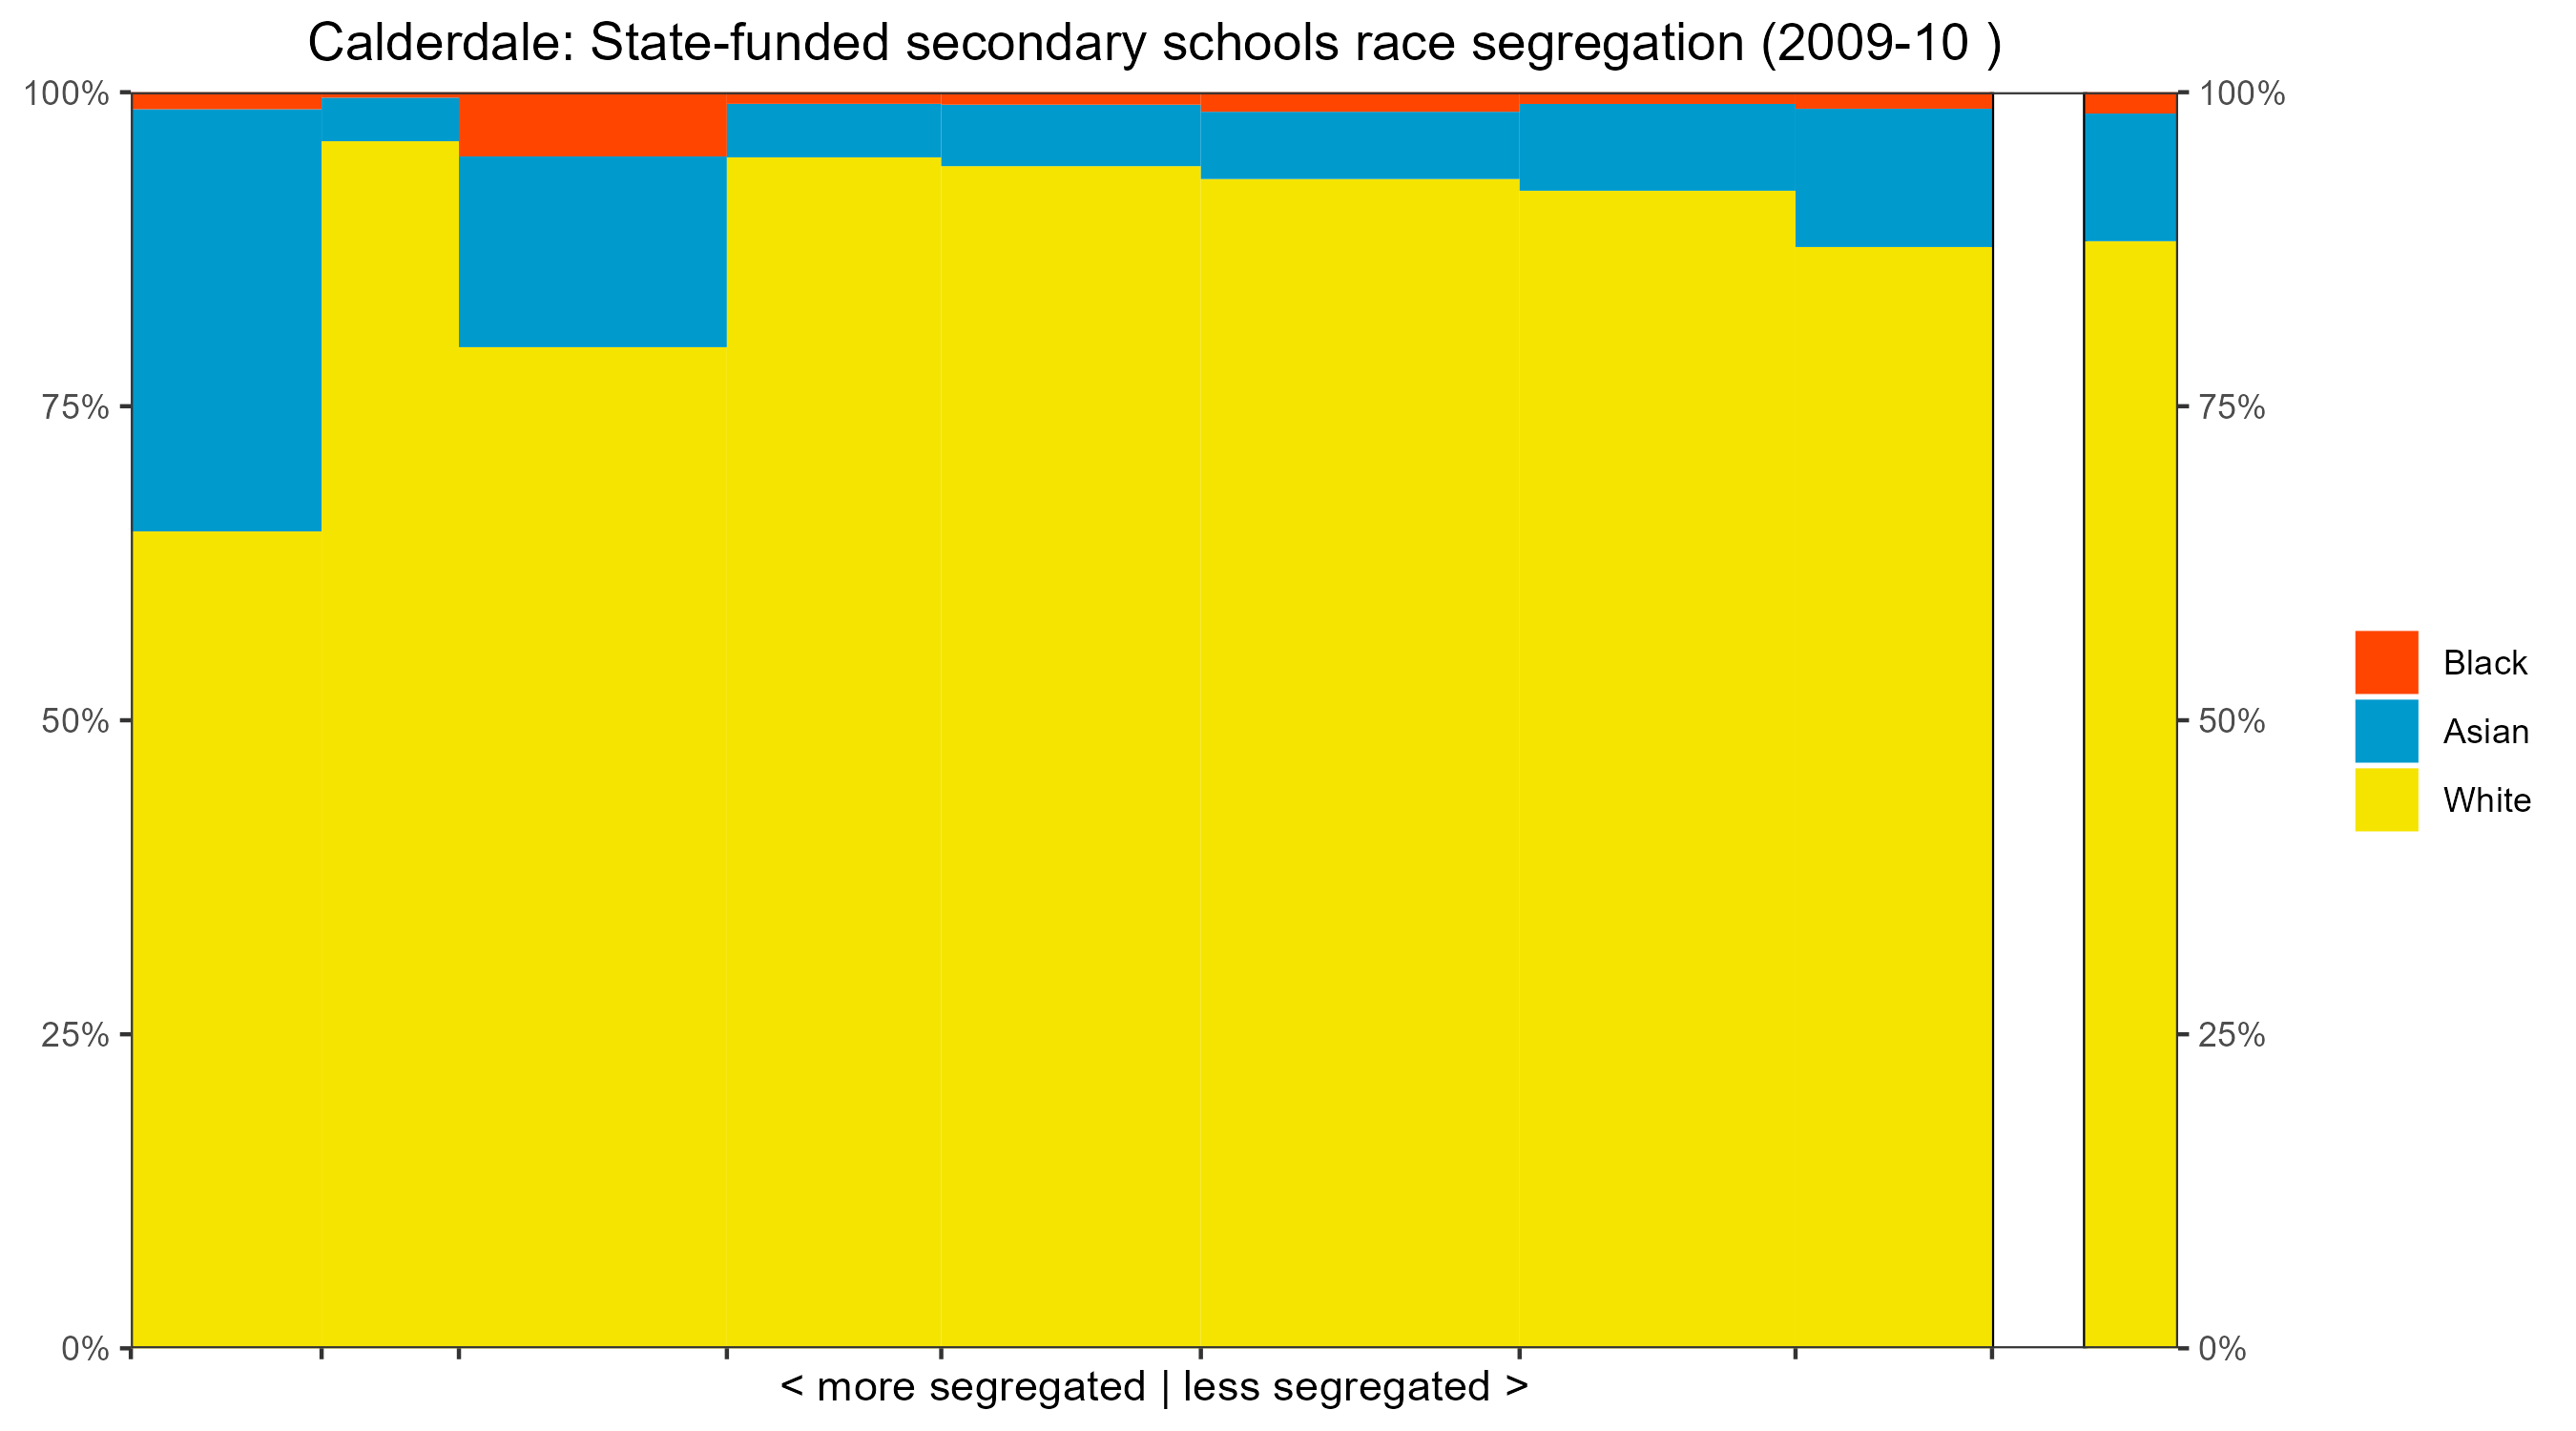 Calderdale: State-funded secondary schools race segregation (2009-10 )
100%
75%
50%
25%
0%
100%
75%
50%
25%
0%
Black
Asian
White
< more segregated | less segregated >